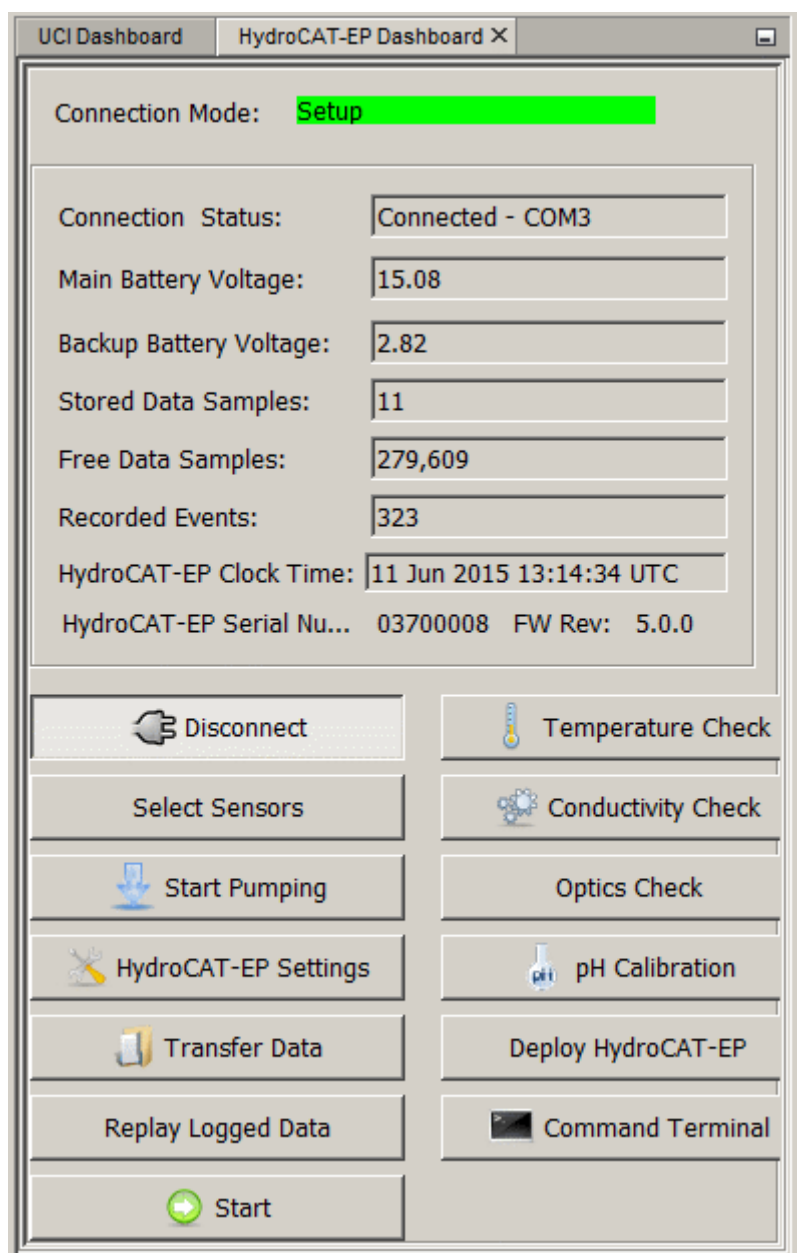 UCI Dashboard HydroCAT-EP Dashboard
Connection Mode: Setup
Connection Status: Connected - COM3
Main Battery Voltage: 15.08
Backup Battery Voltage: 2.82
Stored Data Samples: 11
Free Data Samples: 279,609
Recorded Events: 323
HydroCAT-EP Clock Time: 11 Jun 2015 13:14:34 UTC
HydroCAT-EP Serial Nu... 03700008 FW Rev: 5.0.0
Disconnect Temperature Check
Select Sensors Conductivity Check
Start Pumping Optics Check
HydroCAT-EP Settings pH pH Calibration
Transfer Data Deploy HydroCAT-EP
Replay Logged Data Command Terminal
Start